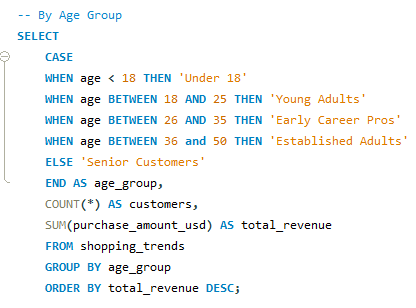 -- By Age Group
SELECT
CASE
WHEN age < 18 THEN 'Under 18'
WHEN age BETWEEN 18 AND 25 THEN 'Young Adults'
WHEN age BETWEEN 26 AND 35 THEN 'Early Career Pros'
WHEN age BETWEEN 36 and 50 THEN 'Established Adults'
ELSE 'Senior Customers'
END AS age_group,
COUNT(*) AS customers,
SUM(purchase_amount_usd) AS total_revenue
FROM shopping_trends
GROUP BY age_group
ORDER BY total_revenue DESC;